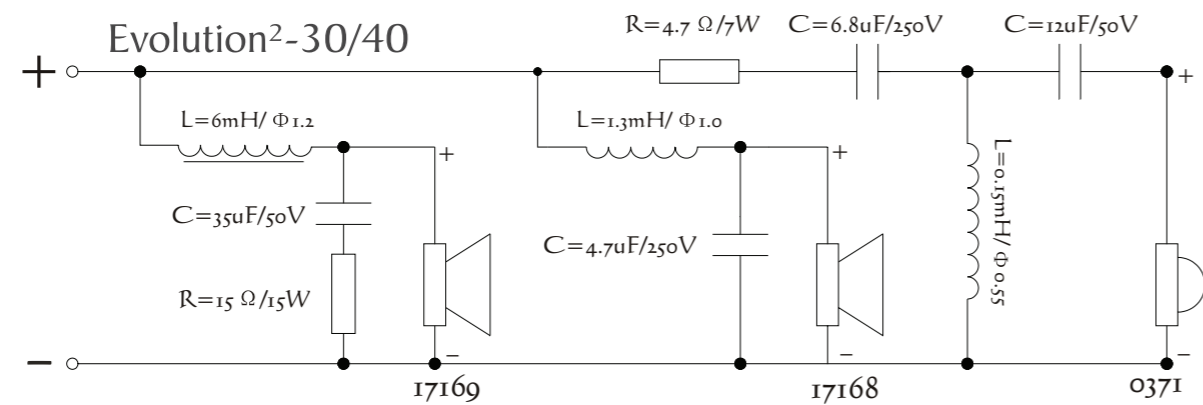 Evolution²-30/40
R=4.7 Ω/7W
C=6.8uF/250V
C=12uF/50V
+
+
L=6mH/Φ1.2
L=1.3mH/Φ1.0
+
+
L=0.15mH/Φ0.55
C=35uF/50V
C=4.7uF/250V
R=15 Ω/15W
−
−
−
−
17169
17168
0371